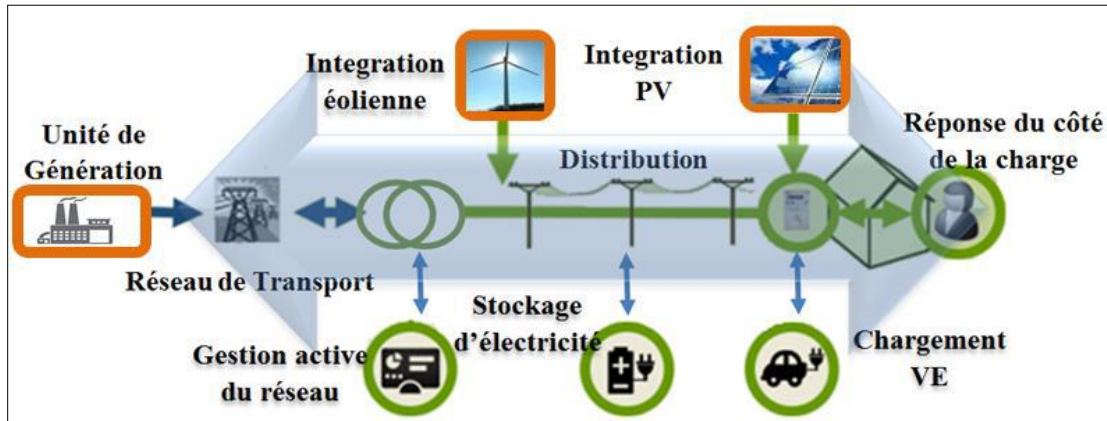 Integration
éolienne
Integration
PV
Unité de
Génération
Distribution
Réponse du côté
de la charge
Réseau de Transport
Stockage
d’électricité
Gestion active
du réseau
Chargement
VE